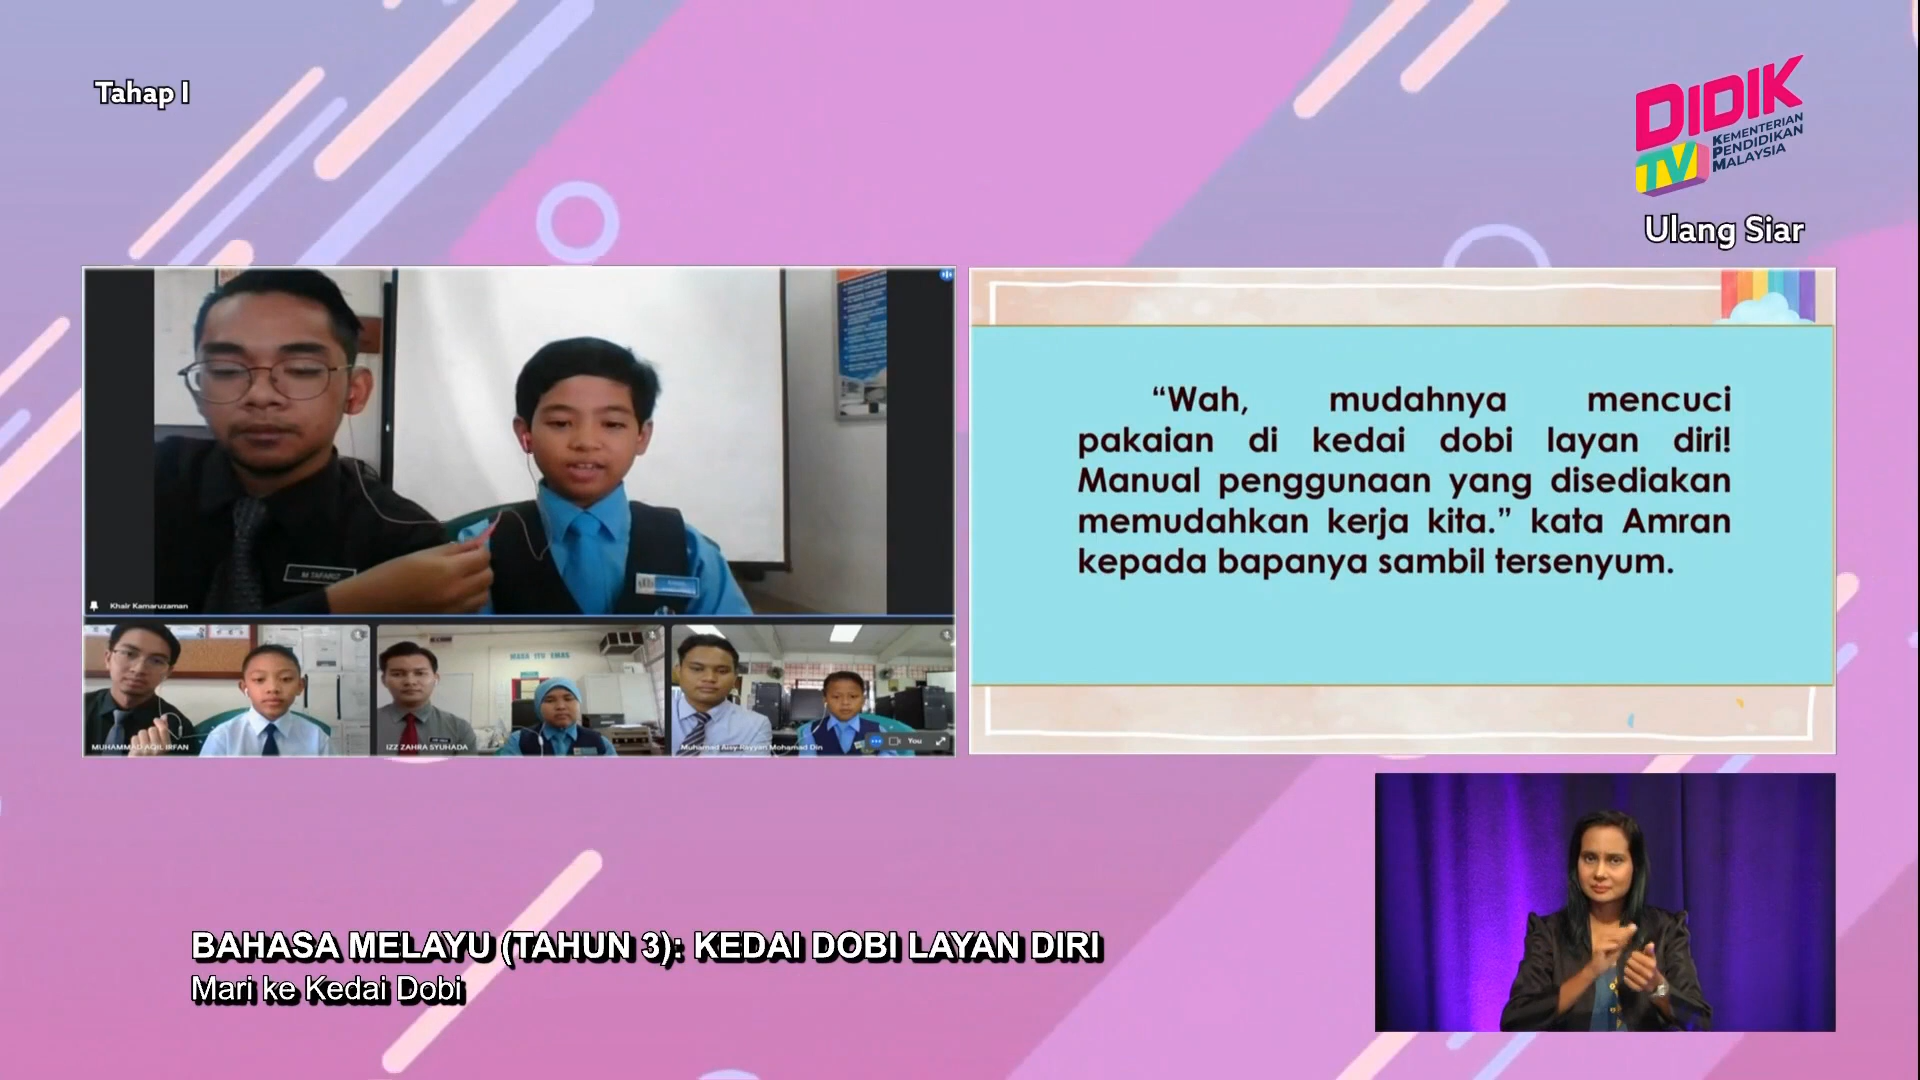 Tahap I
DIDIK
TV
KEMENTERIAN
PENDIDIKAN
MALAYSIA
Ulang Siar
M TAFARIZ
Khair Kamaruzaman
MUHAMMAD AQIL IRFAN
IZZ ZAHRA SYUHADA
Muhamad Aisy Rayyan Mohamad Din
You
“Wah, mudahnya mencuci
pakaian di kedai dobi layan diri!
Manual penggunaan yang disediakan
memudahkan kerja kita.” kata Amran
kepada bapanya sambil tersenyum.
BAHASA MELAYU (TAHUN 3): KEDAI DOBI LAYAN DIRI
Mari ke Kedai Dobi